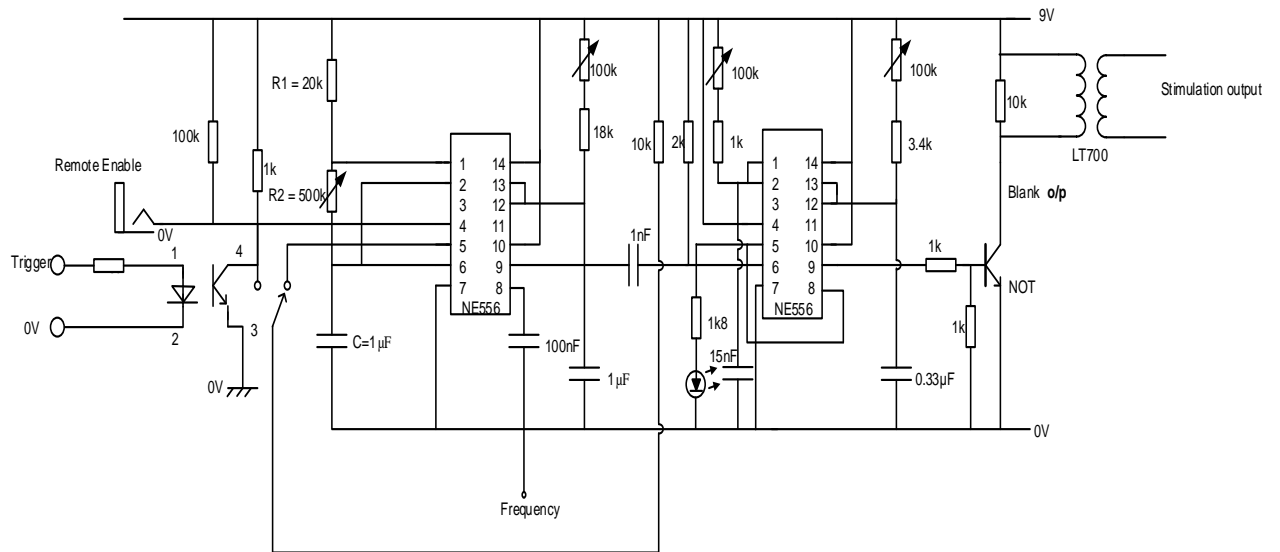 9V
R1 = 20k
100k
18k
100k
1k
R2 = 500k
Remote Enable
0V
Trigger
1
4
0V
2
3
0V
C=1μF
1
2
3
4
5
6
7
14
13
12
11
10
9
8
NE556
100nF
Frequency
1μF
1nF
10k
2k
100k
1k
1k8
15nF
1
2
3
4
5
6
7
14
13
12
11
10
9
8
NE556
100k
3.4k
0.33μF
1k
1k
NOT
10k
Blank o/p
LT700
Stimulation output
0V